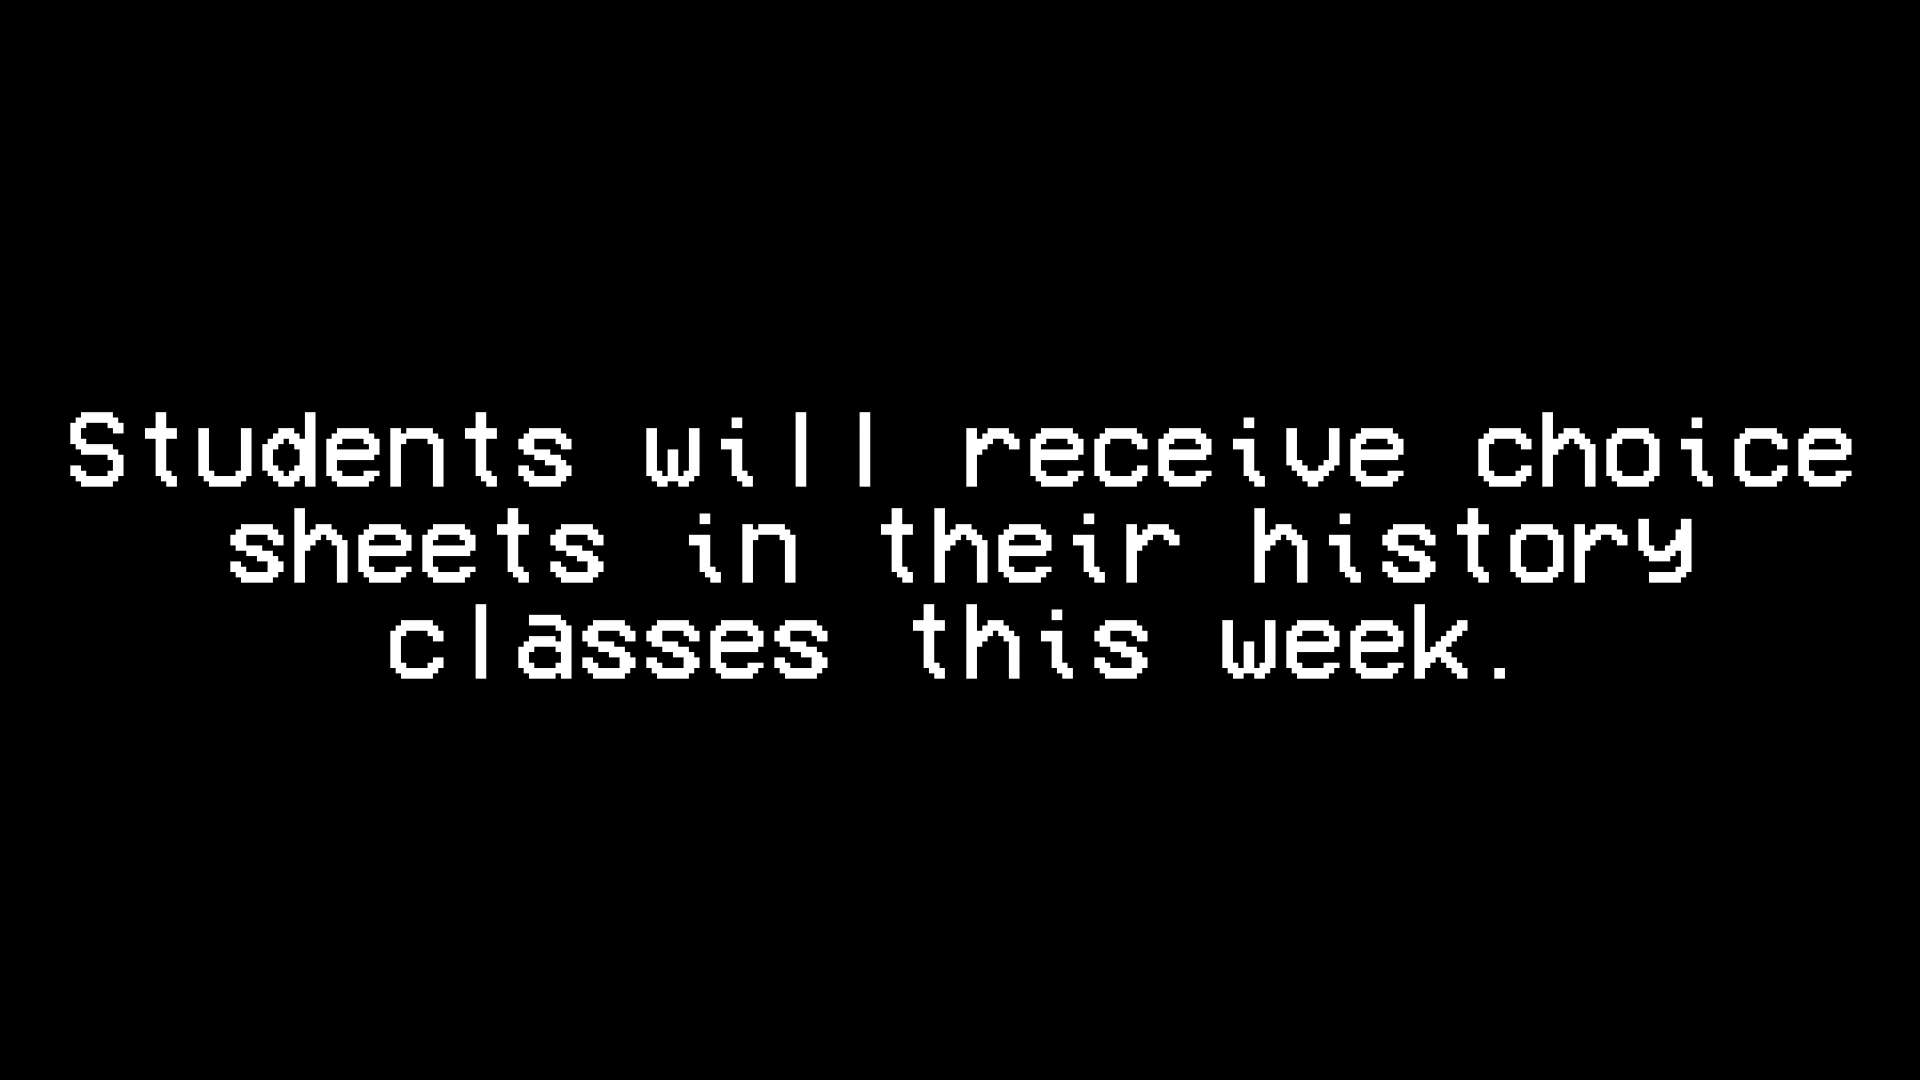 Students will receive choice
sheets in their history
classes this week.